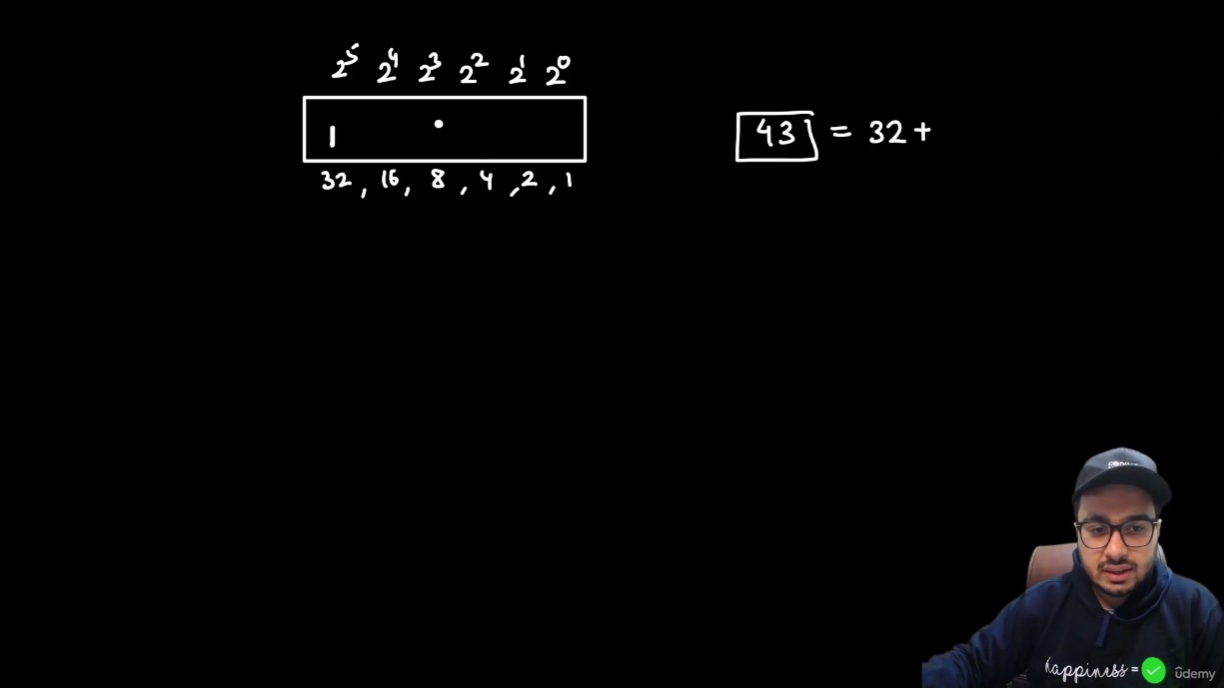 2⁵ 2⁴ 2³ 2² 2¹ 2⁰
1
32, 16, 8, 4, 2, 1
43 = 32 +
happiness =
ûdemy